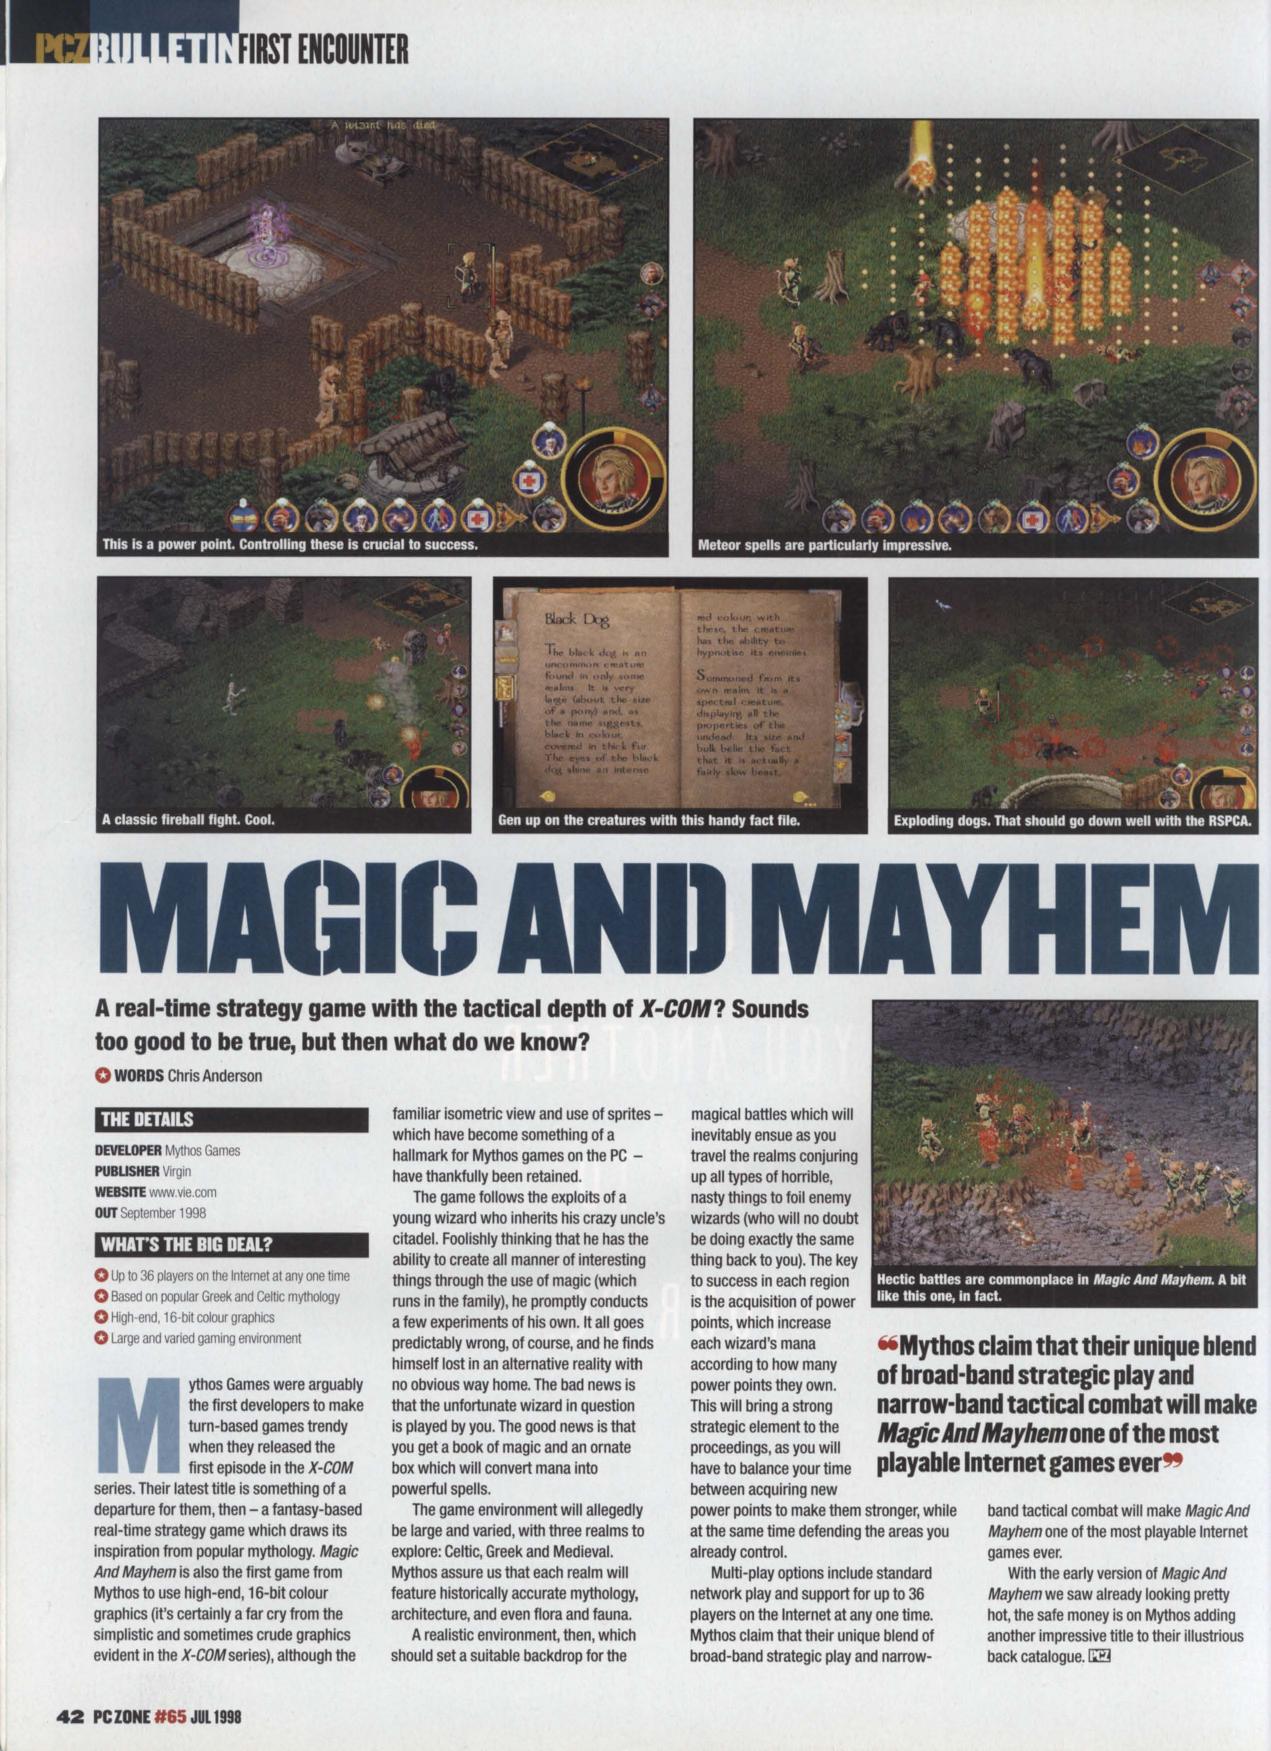 PCZBULLETIN FIRST ENCOUNTER
A wizard has died
This is a power point. Controlling these is crucial to success.
Meteor spells are particularly impressive.
A classic fireball fight. Cool.
Black Dog
The black dog is an
uncommon creature
found in only some
realms. It is very
large (about the size
of a pony) and, as
the name suggests,
black in colour,
covered in thick fur.
The eyes of the black
dog shine an intense
red colour, with
these, the creature
has the ability to
hypnotise its enemies
Summoned from its
own realm it is a
spectral creature,
displaying all the
properties of the
undead. Its size and
bulk belie the fact
that it is actually a
fairly slow beast.
Gen up on the creatures with this handy fact file.
Exploding dogs. That should go down well with the RSPCA.
MAGIC AND MAYHEM
A real-time strategy game with the tactical depth of X-COM? Sounds
too good to be true, but then what do we know?
WORDS Chris Anderson
THE DETAILS
DEVELOPER Mythos Games
PUBLISHER Virgin
WEBSITE www.vie.com
OUT September 1998
WHAT'S THE BIG DEAL?
Up to 36 players on the Internet at any one time
Based on popular Greek and Celtic mythology
High-end, 16-bit colour graphics
Large and varied gaming environment
Mythos Games were arguably
the first developers to make
turn-based games trendy
when they released the
first episode in the X-COM
series. Their latest title is something of a
departure for them, then – a fantasy-based
real-time strategy game which draws its
inspiration from popular mythology. Magic
And Mayhem is also the first game from
Mythos to use high-end, 16-bit colour
graphics (it's certainly a far cry from the
simplistic and sometimes crude graphics
evident in the X-COM series), although the
familiar isometric view and use of sprites –
which have become something of a
hallmark for Mythos games on the PC –
have thankfully been retained.
The game follows the exploits of a
young wizard who inherits his crazy uncle's
citadel. Foolishly thinking that he has the
ability to create all manner of interesting
things through the use of magic (which
runs in the family), he promptly conducts
a few experiments of his own. It all goes
predictably wrong, of course, and he finds
himself lost in an alternative reality with
no obvious way home. The bad news is
that the unfortunate wizard in question
is played by you. The good news is that
you get a book of magic and an ornate
box which will convert mana into
powerful spells.
The game environment will allegedly
be large and varied, with three realms to
explore: Celtic, Greek and Medieval.
Mythos assure us that each realm will
feature historically accurate mythology,
architecture, and even flora and fauna.
A realistic environment, then, which
should set a suitable backdrop for the
magical battles which will
inevitably ensue as you
travel the realms conjuring
up all types of horrible,
nasty things to foil enemy
wizards (who will no doubt
be doing exactly the same
thing back to you). The key
to success in each region
is the acquisition of power
points, which increase
each wizard's mana
according to how many
power points they own.
This will bring a strong
strategic element to the
proceedings, as you will
have to balance your time
between acquiring new
power points to make them stronger, while
at the same time defending the areas you
already control.
Multi-play options include standard
network play and support for up to 36
players on the Internet at any one time.
Mythos claim that their unique blend of
broad-band strategic play and narrow-
Hectic battles are commonplace in Magic And Mayhem. A bit
like this one, in fact.
“Mythos claim that their unique blend
of broad-band strategic play and
narrow-band tactical combat will make
Magic And Mayhem one of the most
playable Internet games ever”
band tactical combat will make Magic And
Mayhem one of the most playable Internet
games ever.
With the early version of Magic And
Mayhem we saw already looking pretty
hot, the safe money is on Mythos adding
another impressive title to their illustrious
back catalogue. PCZ
42 PC ZONE #65 JUL 1998